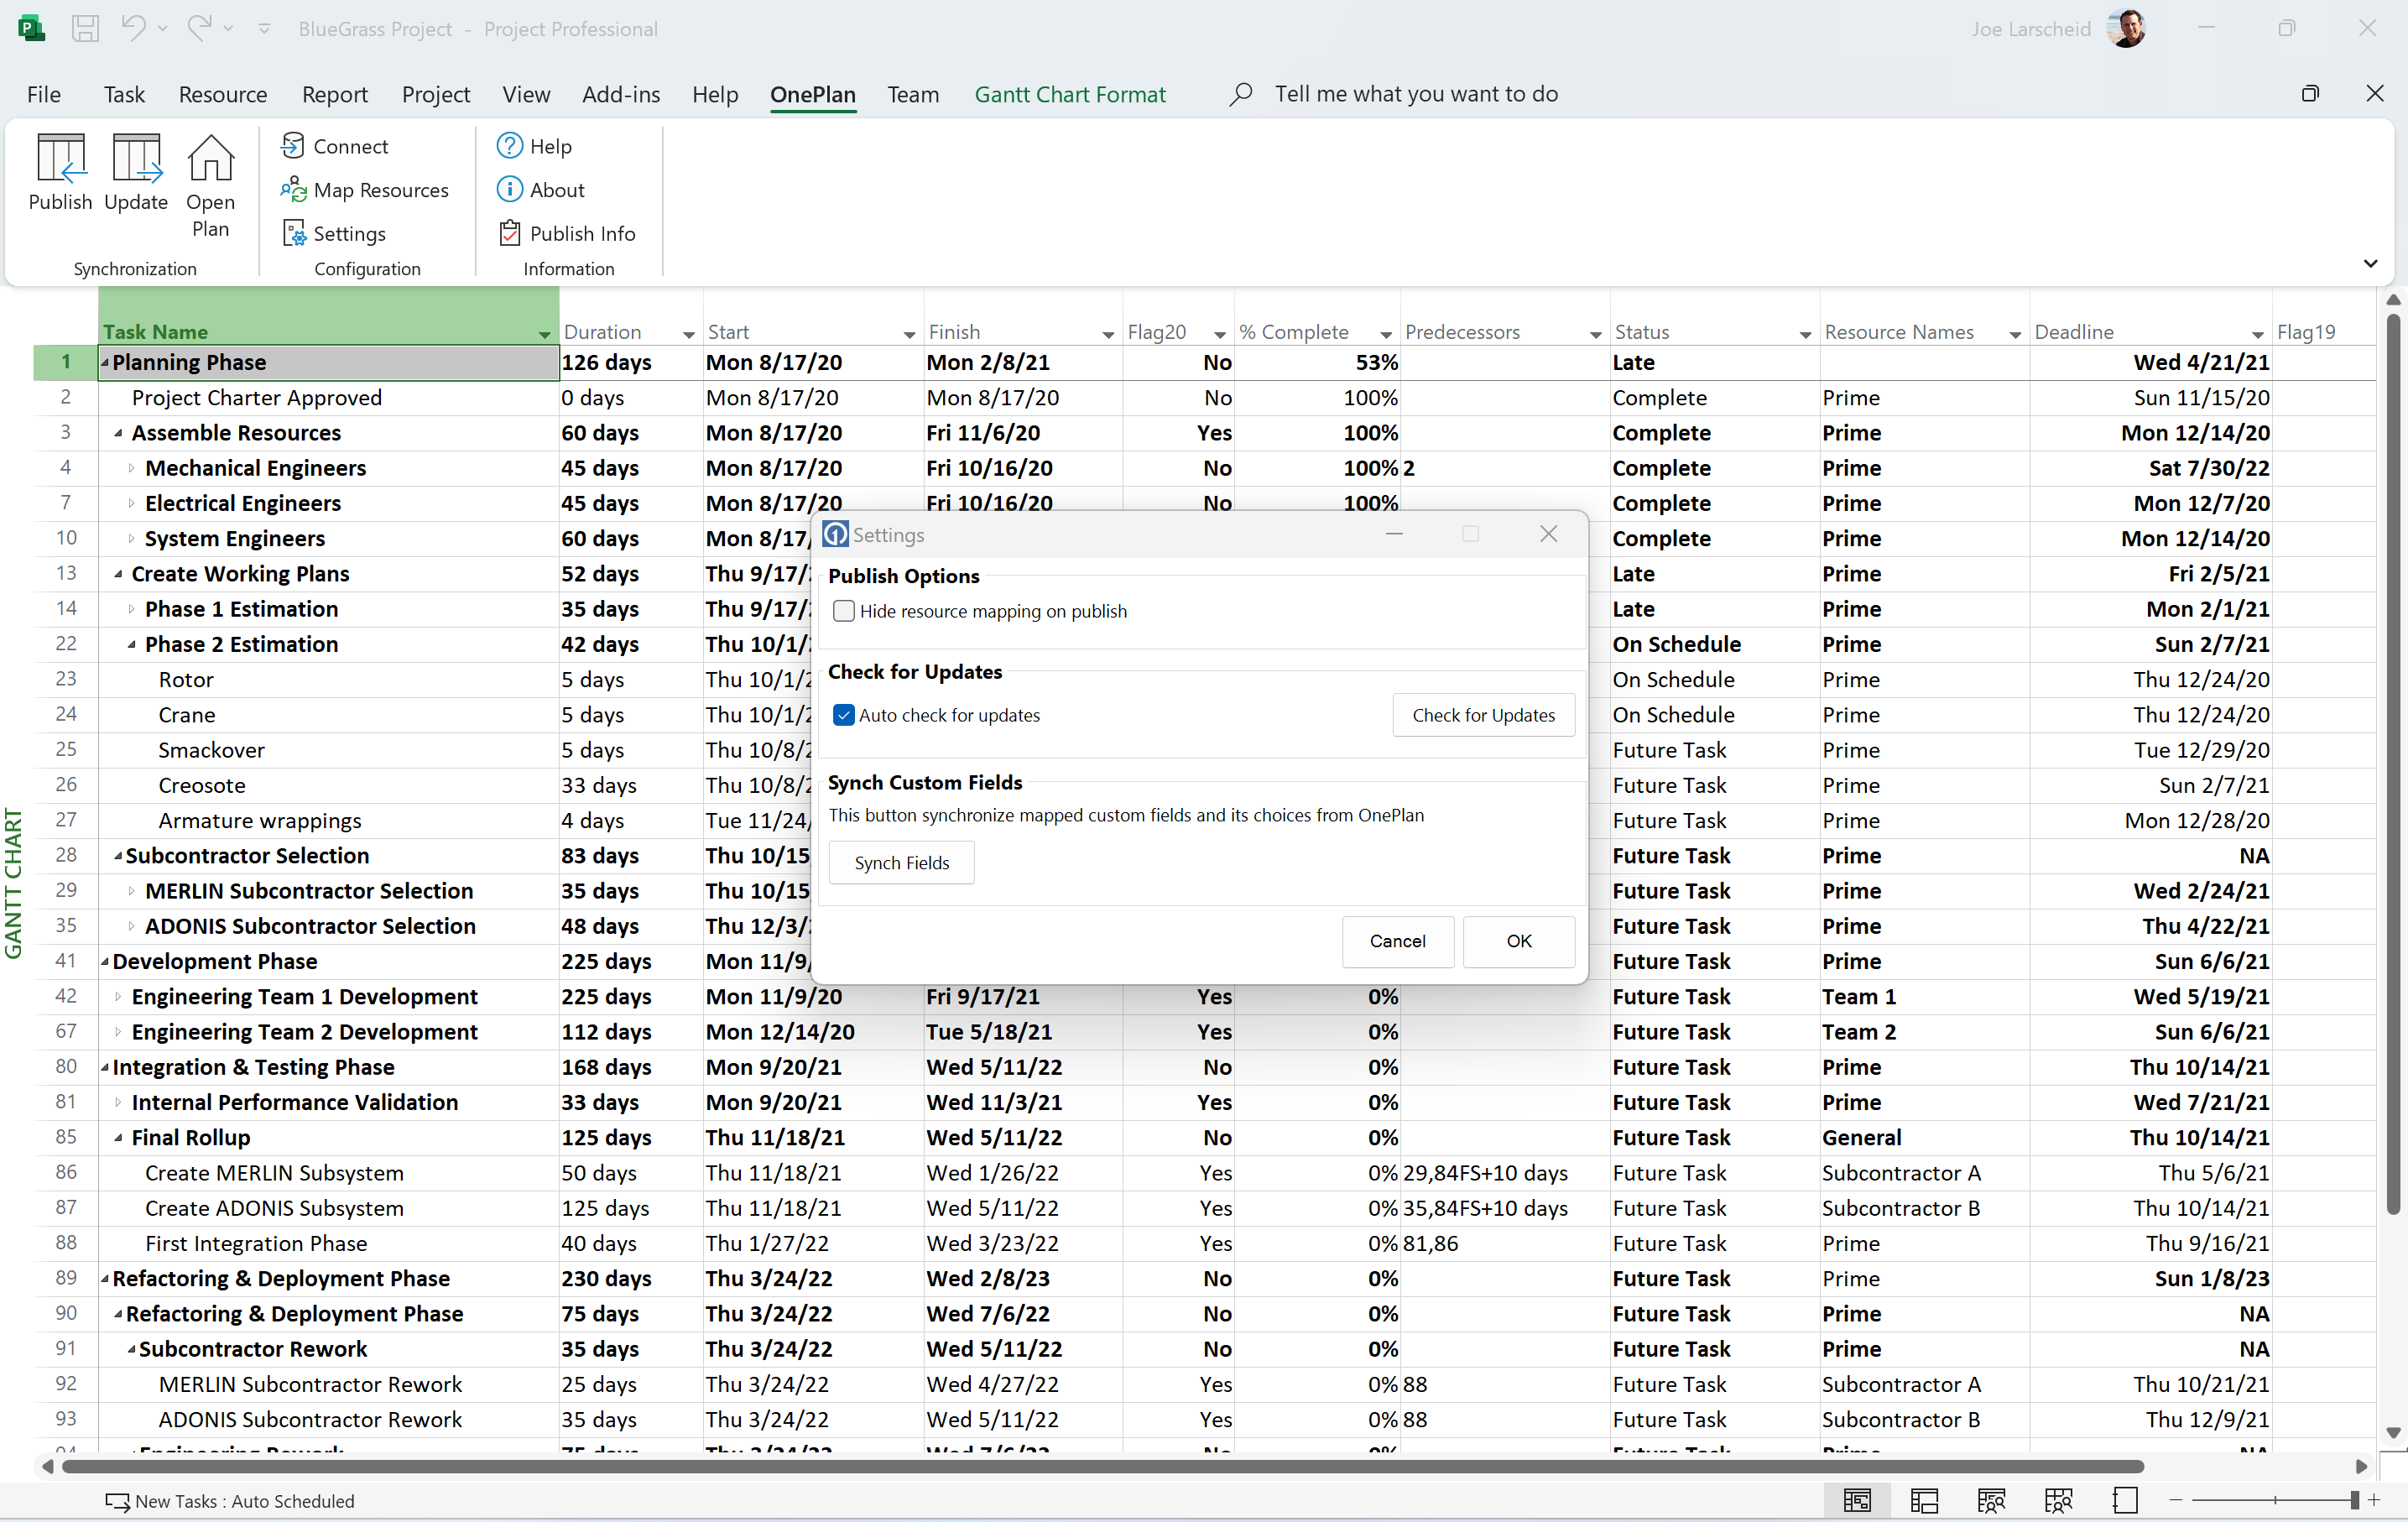 BlueGrass Project - Project Professional
Joe Larscheid
File Task Resource Report Project View Add-ins Help OnePlan Team Gantt Chart Format Tell me what you want to do
Publish Update Open Plan
Connect
Map Resources
Settings
Help
About
Publish Info
Synchronization Configuration Information
Task Name Duration Start Finish Flag20 % Complete Predecessors Status Resource Names Deadline Flag19
1 Planning Phase 126 days Mon 8/17/20 Mon 2/8/21 No 53% Late Wed 4/21/21
2 Project Charter Approved 0 days Mon 8/17/20 Mon 8/17/20 No 100% Complete Prime Sun 11/15/20
3 Assemble Resources 60 days Mon 8/17/20 Fri 11/6/20 Yes 100% Complete Prime Mon 12/14/20
4 Mechanical Engineers 45 days Mon 8/17/20 Fri 10/16/20 No 100% 2 Complete Prime Sat 7/30/22
7 Electrical Engineers 45 days Mon 8/17/20 Fri 10/16/20 No 100% Complete Prime Mon 12/7/20
10 System Engineers 60 days Mon 8/17/ Complete Prime Mon 12/14/20
13 Create Working Plans 52 days Thu 9/17/ Late Prime Fri 2/5/21
14 Phase 1 Estimation 35 days Thu 9/17/ Late Prime Mon 2/1/21
22 Phase 2 Estimation 42 days Thu 10/1/ On Schedule Prime Sun 2/7/21
23 Rotor 5 days Thu 10/1/2 On Schedule Prime Thu 12/24/20
24 Crane 5 days Thu 10/1/2 On Schedule Prime Thu 12/24/20
25 Smackover 5 days Thu 10/8/2 Future Task Prime Tue 12/29/20
26 Creosote 33 days Thu 10/8/2 Future Task Prime Sun 2/7/21
27 Armature wrappings 4 days Tue 11/24/ Future Task Prime Mon 12/28/20
28 Subcontractor Selection 83 days Thu 10/15 Future Task Prime NA
29 MERLIN Subcontractor Selection 35 days Thu 10/15 Future Task Prime Wed 2/24/21
35 ADONIS Subcontractor Selection 48 days Thu 12/3/ Future Task Prime Thu 4/22/21
41 Development Phase 225 days Mon 11/9/ Future Task Prime Sun 6/6/21
42 Engineering Team 1 Development 225 days Mon 11/9/20 Fri 9/17/21 Yes 0% Future Task Team 1 Wed 5/19/21
67 Engineering Team 2 Development 112 days Mon 12/14/20 Tue 5/18/21 Yes 0% Future Task Team 2 Sun 6/6/21
80 Integration & Testing Phase 168 days Mon 9/20/21 Wed 5/11/22 No 0% Future Task Prime Thu 10/14/21
81 Internal Performance Validation 33 days Mon 9/20/21 Wed 11/3/21 Yes 0% Future Task Prime Wed 7/21/21
85 Final Rollup 125 days Thu 11/18/21 Wed 5/11/22 No 0% Future Task General Thu 10/14/21
86 Create MERLIN Subsystem 50 days Thu 11/18/21 Wed 1/26/22 Yes 0% 29,84FS+10 days Future Task Subcontractor A Thu 5/6/21
87 Create ADONIS Subsystem 125 days Thu 11/18/21 Wed 5/11/22 Yes 0% 35,84FS+10 days Future Task Subcontractor B Thu 10/14/21
88 First Integration Phase 40 days Thu 1/27/22 Wed 3/23/22 Yes 0% 81,86 Future Task Prime Thu 9/16/21
89 Refactoring & Deployment Phase 230 days Thu 3/24/22 Wed 2/8/23 No 0% Future Task Prime Sun 1/8/23
90 Refactoring & Deployment Phase 75 days Thu 3/24/22 Wed 7/6/22 No 0% Future Task Prime NA
91 Subcontractor Rework 35 days Thu 3/24/22 Wed 5/11/22 No 0% Future Task Prime NA
92 MERLIN Subcontractor Rework 25 days Thu 3/24/22 Wed 4/27/22 Yes 0% 88 Future Task Subcontractor A Thu 10/21/21
93 ADONIS Subcontractor Rework 35 days Thu 3/24/22 Wed 5/11/22 Yes 0% 88 Future Task Subcontractor B Thu 12/9/21
GANTT CHART
Settings
Publish Options
Hide resource mapping on publish
Check for Updates
Auto check for updates Check for Updates
Synch Custom Fields
This button synchronize mapped custom fields and its choices from OnePlan
Synch Fields
Cancel OK
New Tasks : Auto Scheduled